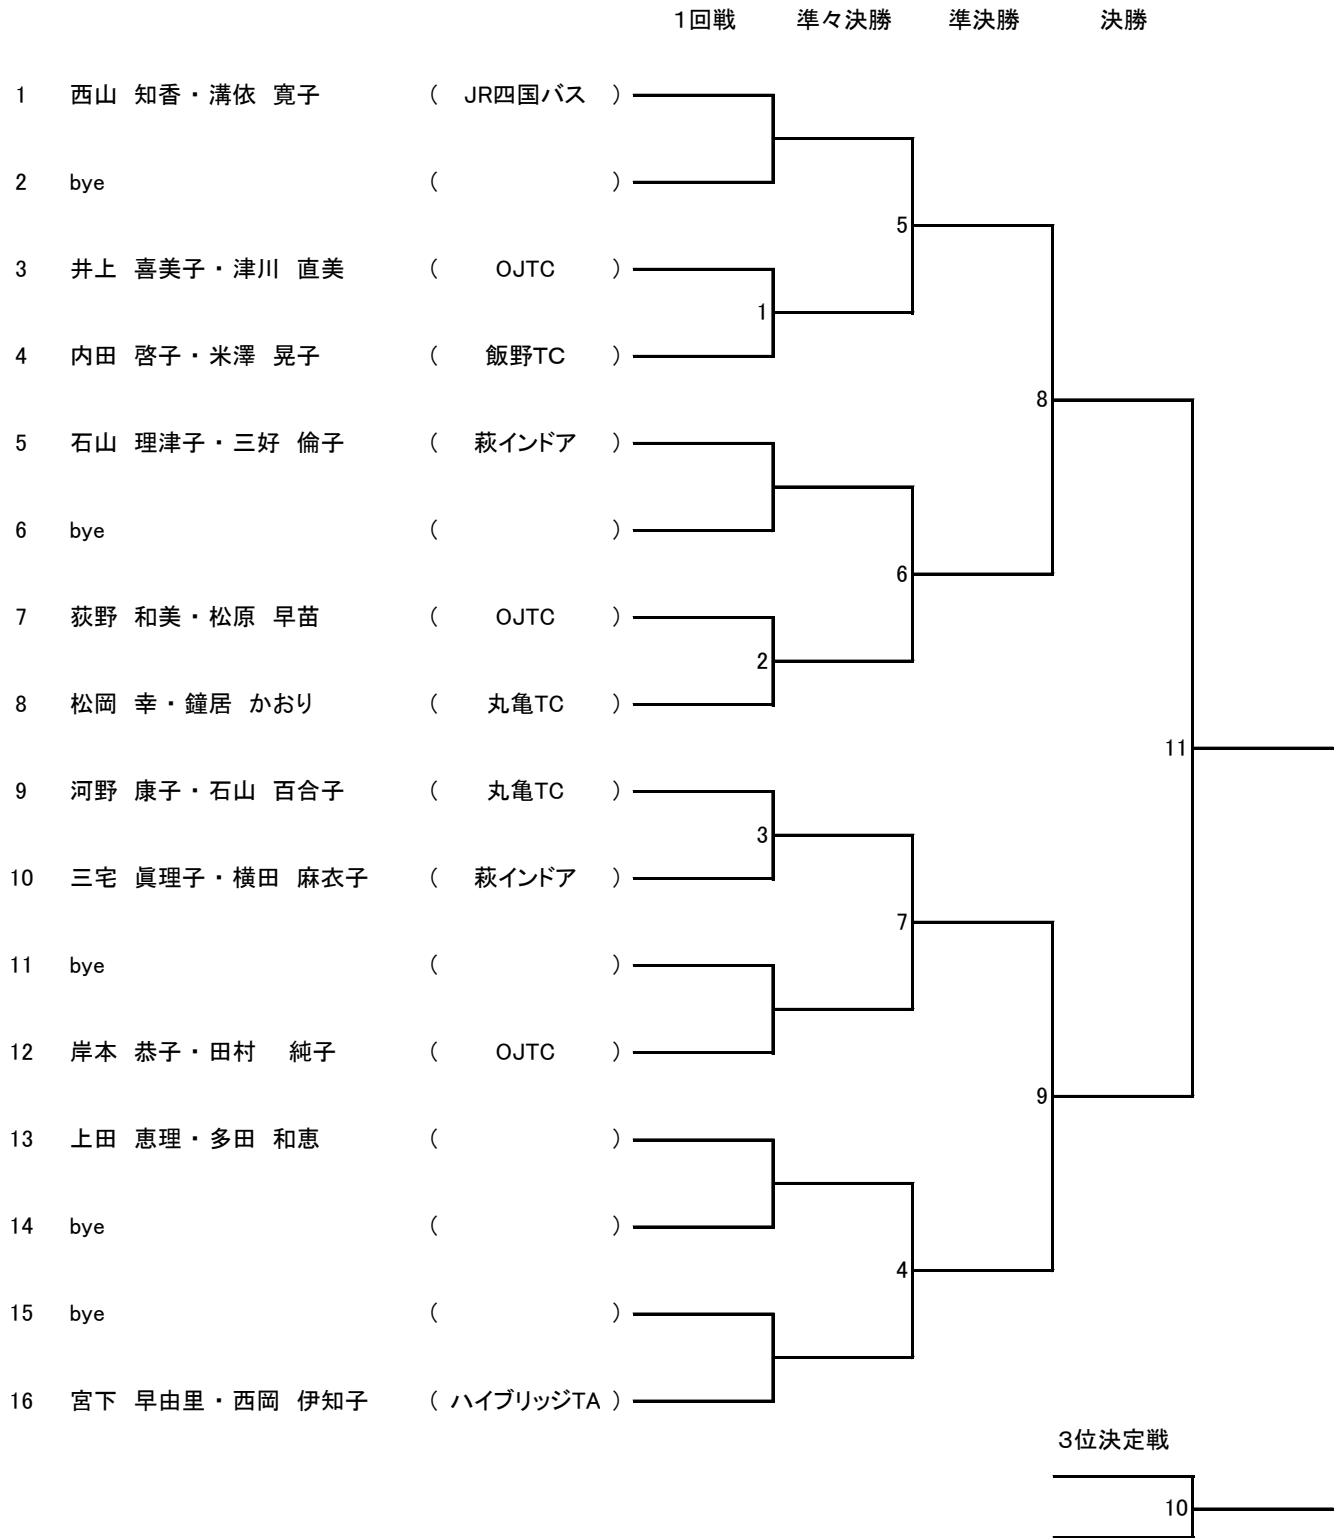 1回戦 準々決勝 準決勝 決勝
1 西山 知香・溝依 寛子 ( JR四国バス )
2 bye ( )
5
3 井上 喜美子・津川 直美 ( OJTC )
1
4 内田 啓子・米澤 晃子 ( 飯野TC )
8
5 石山 理津子・三好 倫子 ( 萩インドア )
6 bye ( )
6
7 荻野 和美・松原 早苗 ( OJTC )
2
8 松岡 幸・鐘居 かおり ( 丸亀TC )
11
9 河野 康子・石山 百合子 ( 丸亀TC )
3
10 三宅 眞理子・横田 麻衣子 ( 萩インドア )
7
11 bye ( )
12 岸本 恭子・田村 純子 ( OJTC )
9
13 上田 恵理・多田 和恵 ( )
14 bye ( )
4
15 bye ( )
16 宮下 早由里・西岡 伊知子 ( ハイブリッジTA )
3位決定戦
10